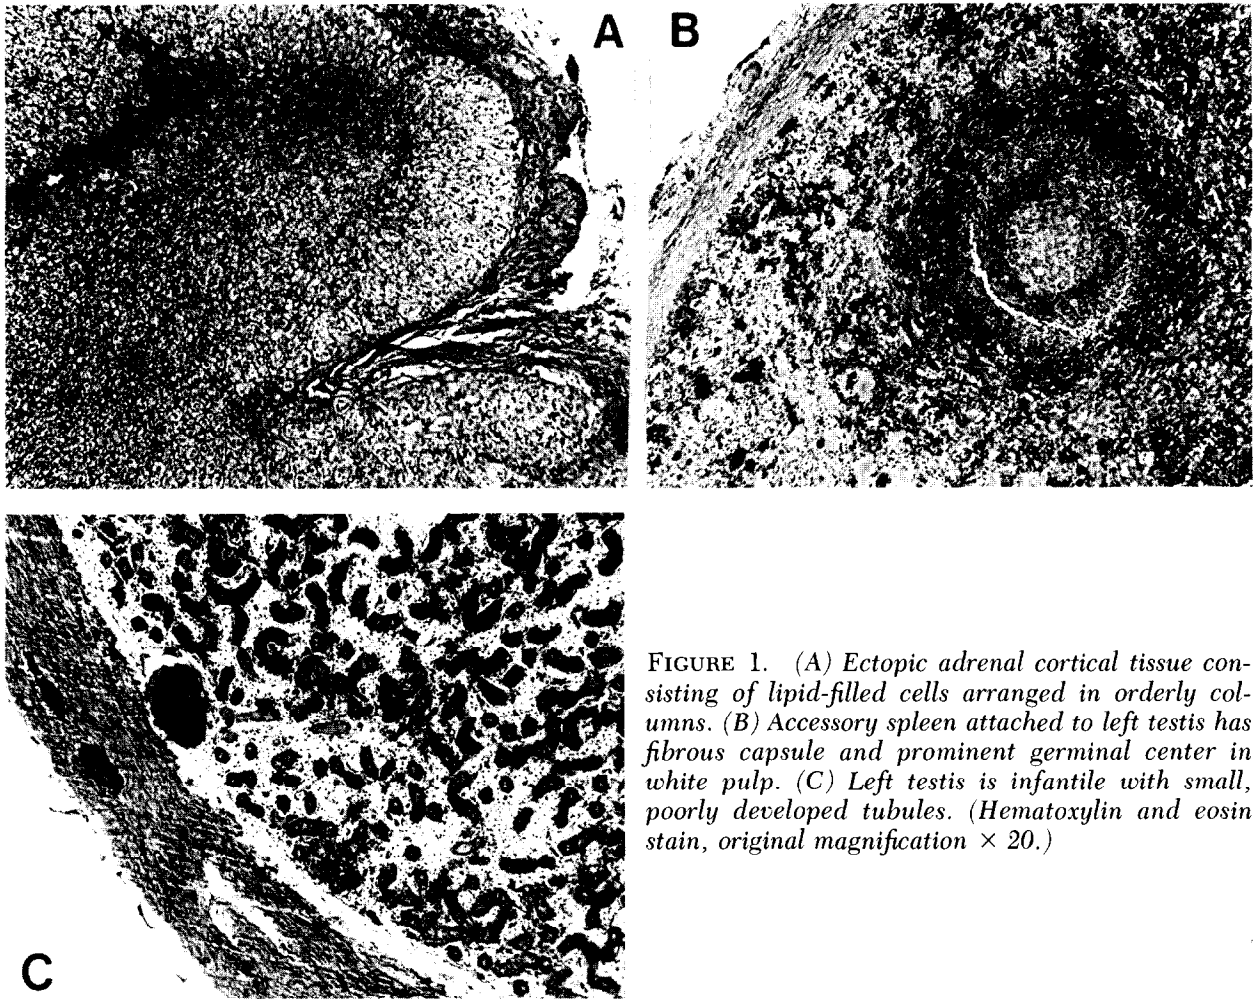 A B
FIGURE 1. (A) Ectopic adrenal cortical tissue con-
sisting of lipid-filled cells arranged in orderly col-
umns. (B) Accessory spleen attached to left testis has
fibrous capsule and prominent germinal center in
white pulp. (C) Left testis is infantile with small,
poorly developed tubules. (Hematoxylin and eosin
stain, original magnification × 20.)
C